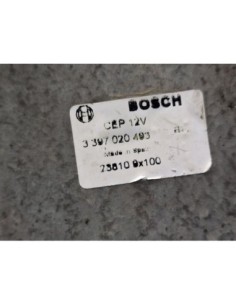 BOSCH
CEP 12V
3 397 020 493
Made in Spain
75610 9x100